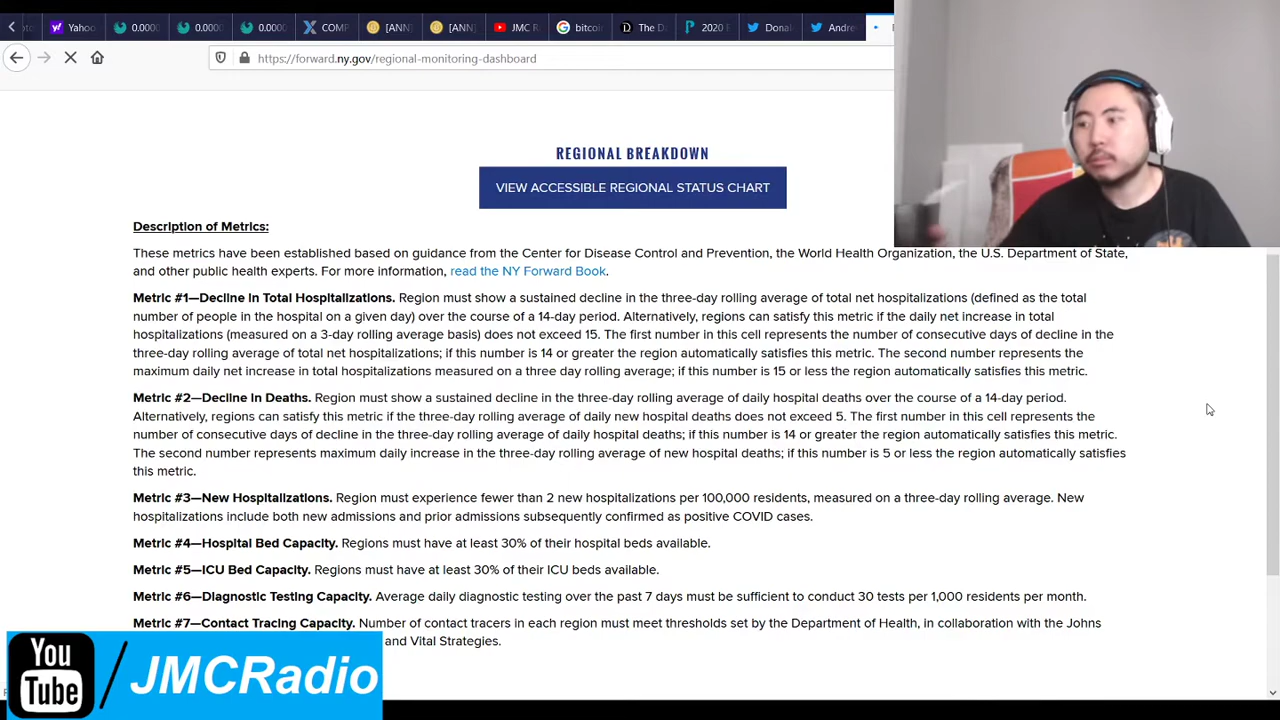 Yahoo
0.0000
0.0000
0.0000
COMP
[ANN]
[ANN]
JMC R
bitcoi
The D
2020 E
Donal
Andre
https://forward.ny.gov/regional-monitoring-dashboard
REGIONAL BREAKDOWN
VIEW ACCESSIBLE REGIONAL STATUS CHART
Description of Metrics:
These metrics have been established based on guidance from the Center for Disease Control and Prevention, the World Health Organization, the U.S. Department of State,
and other public health experts. For more information, read the NY Forward Book.
Metric #1—Decline in Total Hospitalizations. Region must show a sustained decline in the three-day rolling average of total net hospitalizations (defined as the total
number of people in the hospital on a given day) over the course of a 14-day period. Alternatively, regions can satisfy this metric if the daily net increase in total
hospitalizations (measured on a 3-day rolling average basis) does not exceed 15. The first number in this cell represents the number of consecutive days of decline in the
three-day rolling average of total net hospitalizations; if this number is 14 or greater the region automatically satisfies this metric. The second number represents the
maximum daily net increase in total hospitalizations measured on a three day rolling average; if this number is 15 or less the region automatically satisfies this metric.
Metric #2—Decline in Deaths. Region must show a sustained decline in the three-day rolling average of daily hospital deaths over the course of a 14-day period.
Alternatively, regions can satisfy this metric if the three-day rolling average of daily new hospital deaths does not exceed 5. The first number in this cell represents the
number of consecutive days of decline in the three-day rolling average of daily hospital deaths; if this number is 14 or greater the region automatically satisfies this metric.
The second number represents maximum daily increase in the three-day rolling average of new hospital deaths; if this number is 5 or less the region automatically satisfies
this metric.
Metric #3—New Hospitalizations. Region must experience fewer than 2 new hospitalizations per 100,000 residents, measured on a three-day rolling average. New
hospitalizations include both new admissions and prior admissions subsequently confirmed as positive COVID cases.
Metric #4—Hospital Bed Capacity. Regions must have at least 30% of their hospital beds available.
Metric #5—ICU Bed Capacity. Regions must have at least 30% of their ICU beds available.
Metric #6—Diagnostic Testing Capacity. Average daily diagnostic testing over the past 7 days must be sufficient to conduct 30 tests per 1,000 residents per month.
Metric #7—Contact Tracing Capacity. Number of contact tracers in each region must meet thresholds set by the Department of Health, in collaboration with the Johns
and Vital Strategies.
You
Tube
/JMCRadio